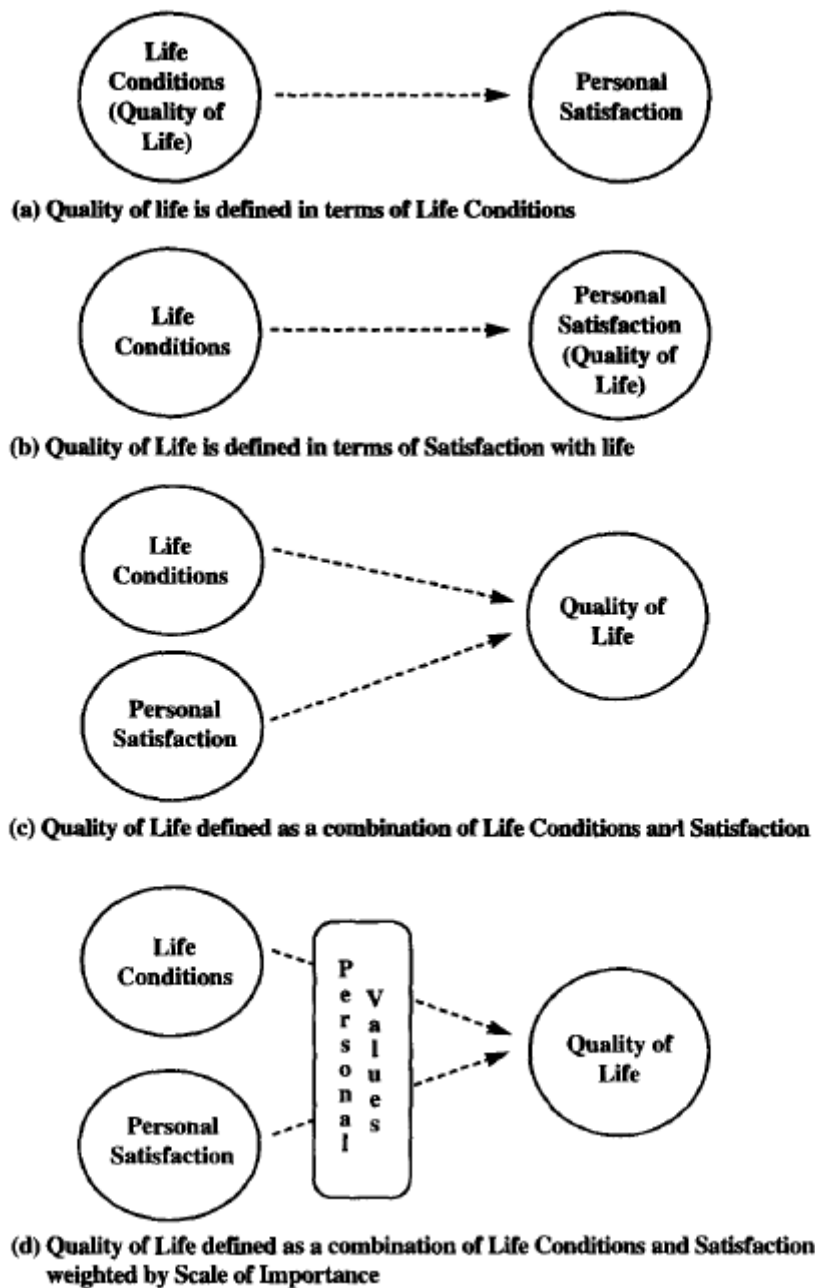 Life
Conditions
(Quality of
Life)
Personal
Satisfaction
(a) Quality of life is defined in terms of Life Conditions
Life
Conditions
Personal
Satisfaction
(Quality of
Life)
(b) Quality of Life is defined in terms of Satisfaction with life
Life
Conditions
Personal
Satisfaction
Quality of
Life
(c) Quality of Life defined as a combination of Life Conditions and Satisfaction
Life
Conditions
Personal
Satisfaction
Personal
Values
Quality of
Life
(d) Quality of Life defined as a combination of Life Conditions and Satisfaction
weighted by Scale of Importance